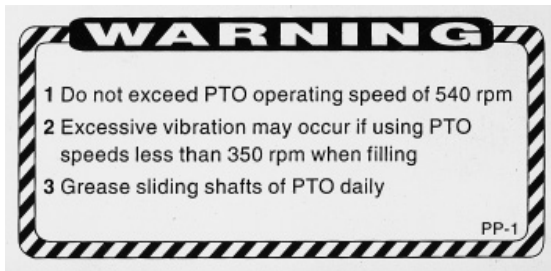 WARNING
1 Do not exceed PTO operating speed of 540 rpm
2 Excessive vibration may occur if using PTO
speeds less than 350 rpm when filling
3 Grease sliding shafts of PTO daily
PP-1